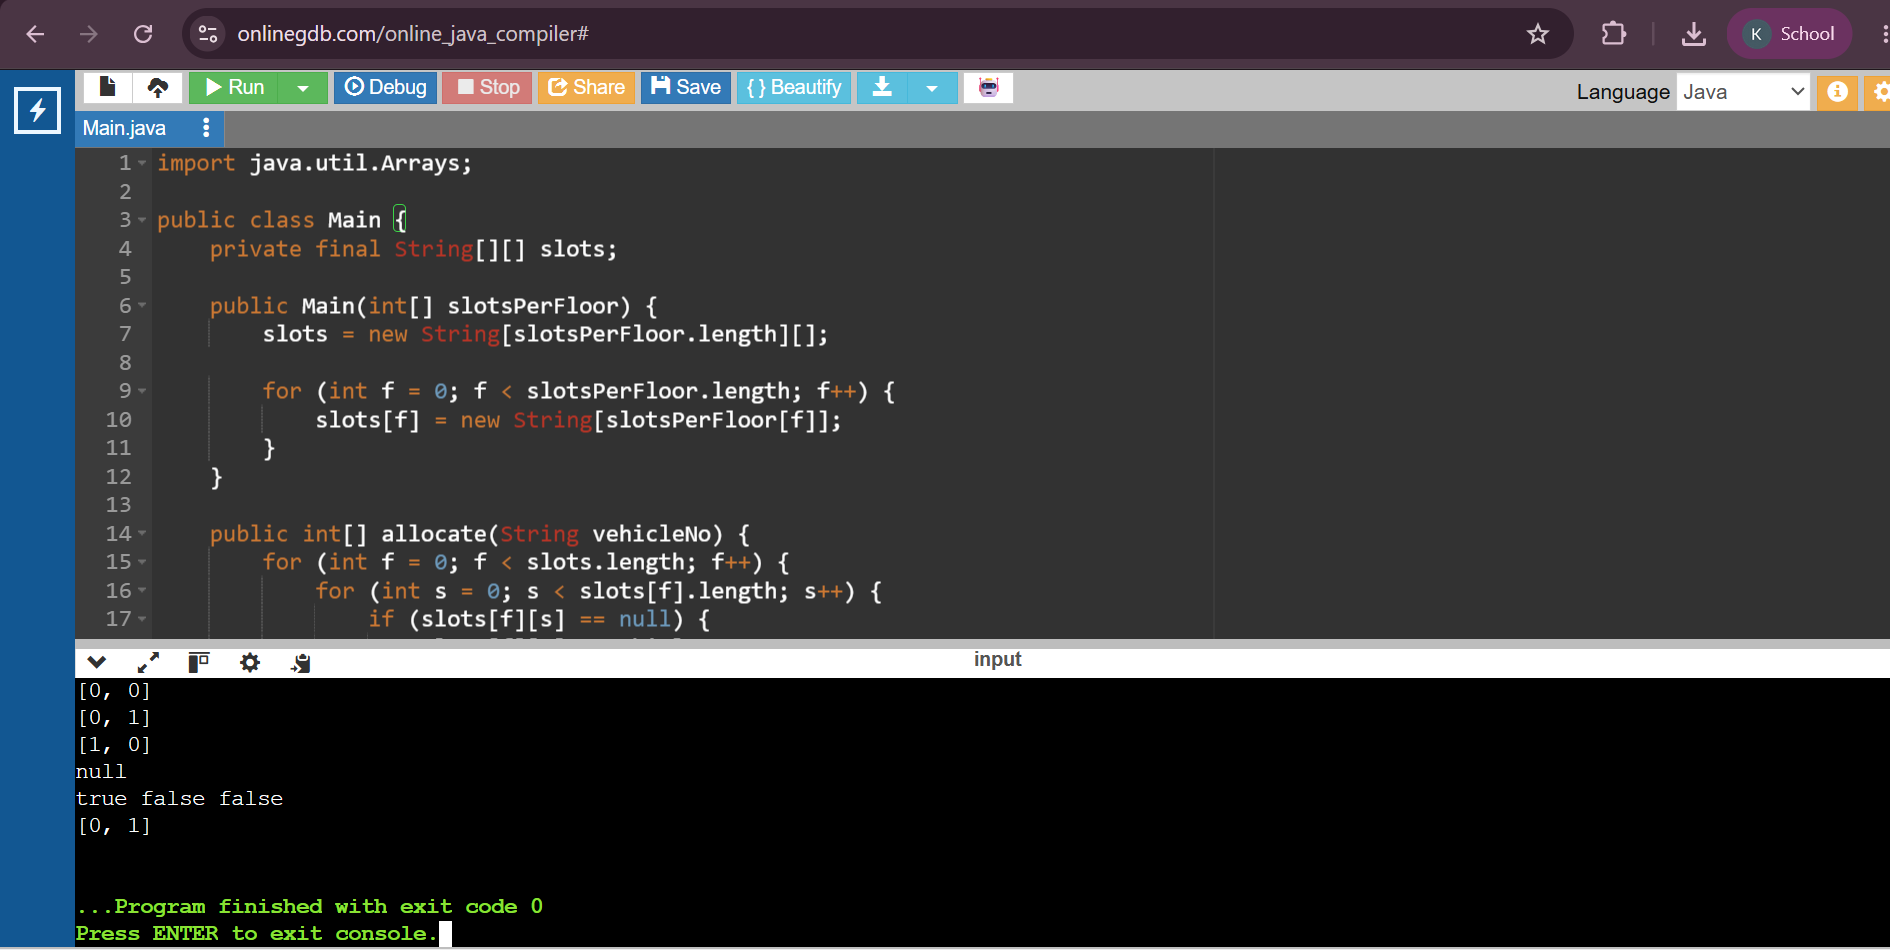 onlinegdb.com/online_java_compiler#
K School
Run Debug Stop Share Save { } Beautify
Language Java
Main.java
1 import java.util.Arrays;
2
3 public class Main {
4     private final String[][] slots;
5
6     public Main(int[] slotsPerFloor) {
7         slots = new String[slotsPerFloor.length][];
8
9         for (int f = 0; f < slotsPerFloor.length; f++) {
10             slots[f] = new String[slotsPerFloor[f]];
11         }
12     }
13
14     public int[] allocate(String vehicleNo) {
15         for (int f = 0; f < slots.length; f++) {
16             for (int s = 0; s < slots[f].length; s++) {
17                 if (slots[f][s] == null) {
input
[0, 0]
[0, 1]
[1, 0]
null
true false false
[0, 1]
...Program finished with exit code 0
Press ENTER to exit console.